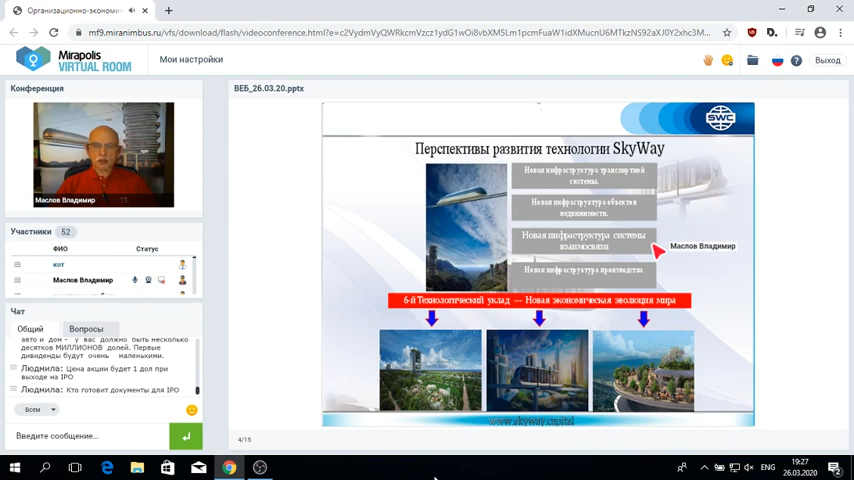 Организационно-экономич
mf9.miranimbus.ru/vfs/download/flash/videoconference.html?
Mirapolis
VIRTUAL ROOM
Мои настройки
Выход
Конференция
Маслов Владимир
Участники 52
ФИО Статус
кот
Маслов Владимир
Чат
Общий Вопросы
авто и дом - у вас должно быть несколько
десятков МИЛЛИОНОВ долей. Первые
дивиденды будут очень маленькими.
Людмила: Цена акции будет 1 дол при
выходе на IPO
Людмила: Кто готовит документы для IPO
Всем
Введите сообщение...
ВЕБ_26.03.20.pptx
SWC
Перспективы развития технологии SkyWay
Новая инфраструктура транспортной
системы.
Новая инфраструктура объектов
недвижимости.
Новая инфраструктура системы
взаимосвязи
Маслов Владимир
Новая инфраструктура производства
6-й Технологический уклад --- Новая экономическая эволюция мира
www.skyway.capital
4/15
ENG
19:27
26.03.2020
2